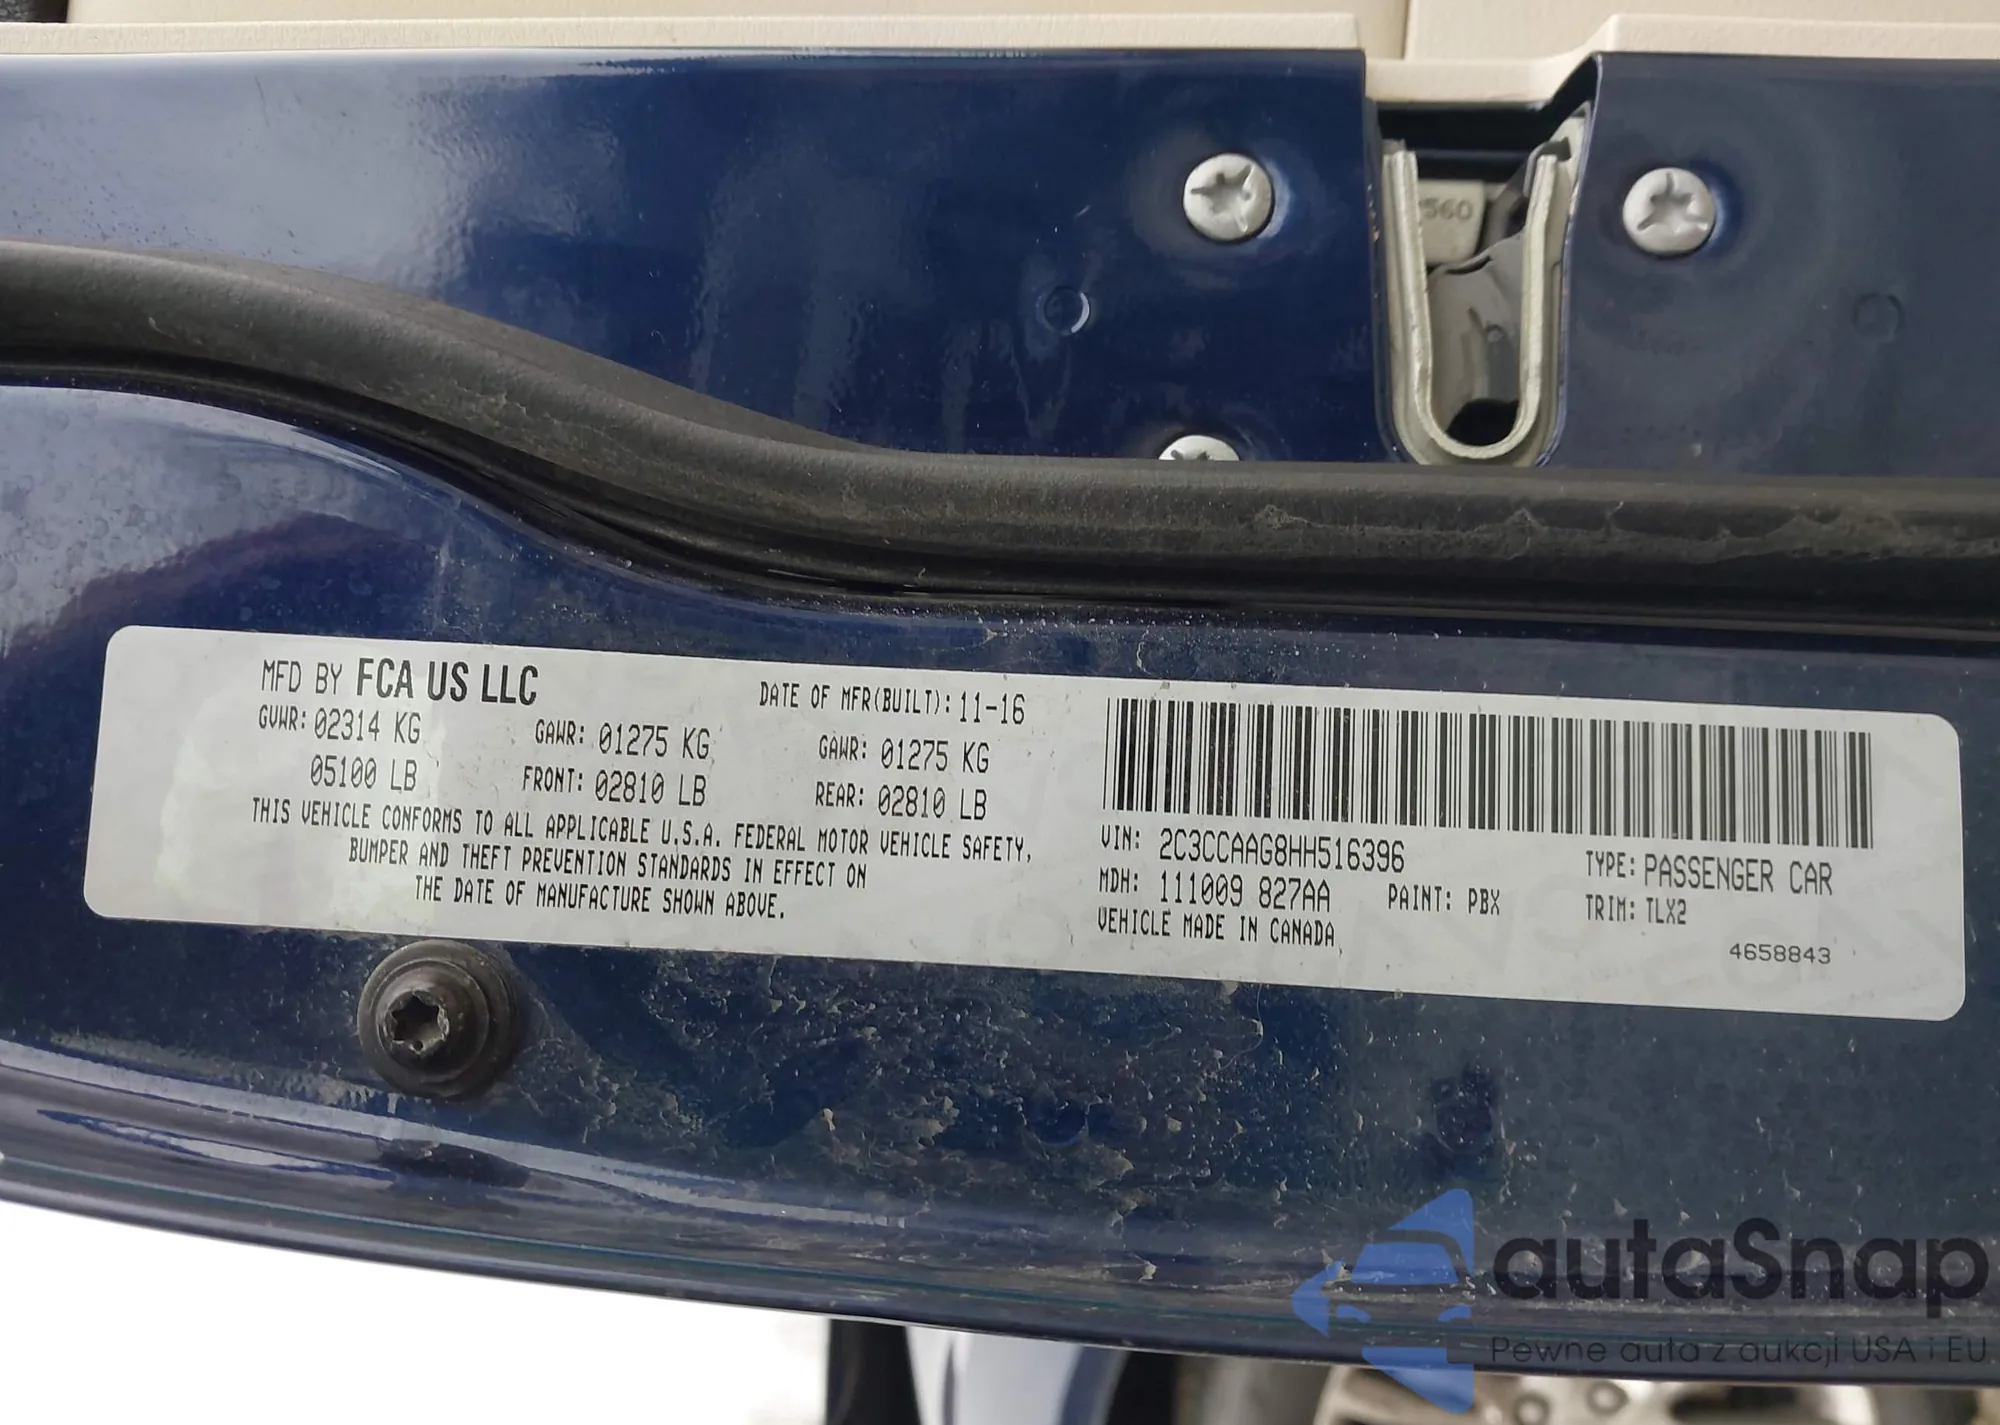 560
MFD BY FCA US LLC
DATE OF MFR(BUILT): 11-16
GVWR: 02314 KG
GAWR: 01275 KG
GAWR: 01275 KG
05100 LB
FRONT: 02810 LB
REAR: 02810 LB
THIS VEHICLE CONFORMS TO ALL APPLICABLE U.S.A. FEDERAL MOTOR VEHICLE SAFETY,
BUMPER AND THEFT PREVENTION STANDARDS IN EFFECT ON
THE DATE OF MANUFACTURE SHOWN ABOVE.
VIN: 2C3CCAAG8HH516396
TYPE: PASSENGER CAR
MDH: 111009 827AA
PAINT: PBX
TRIM: TLX2
VEHICLE MADE IN CANADA
4658843
autoSnap
Pewne auta z aukcji USA i EU